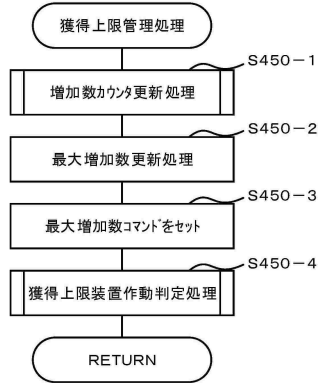 獲得上限管理処理
S450-1
増加数ｶｳﾝﾀ更新処理
S450-2
最大増加数更新処理
S450-3
最大増加数ｺﾏﾝﾄﾞをセット
S450-4
獲得上限装置作動判定処理
RETURN